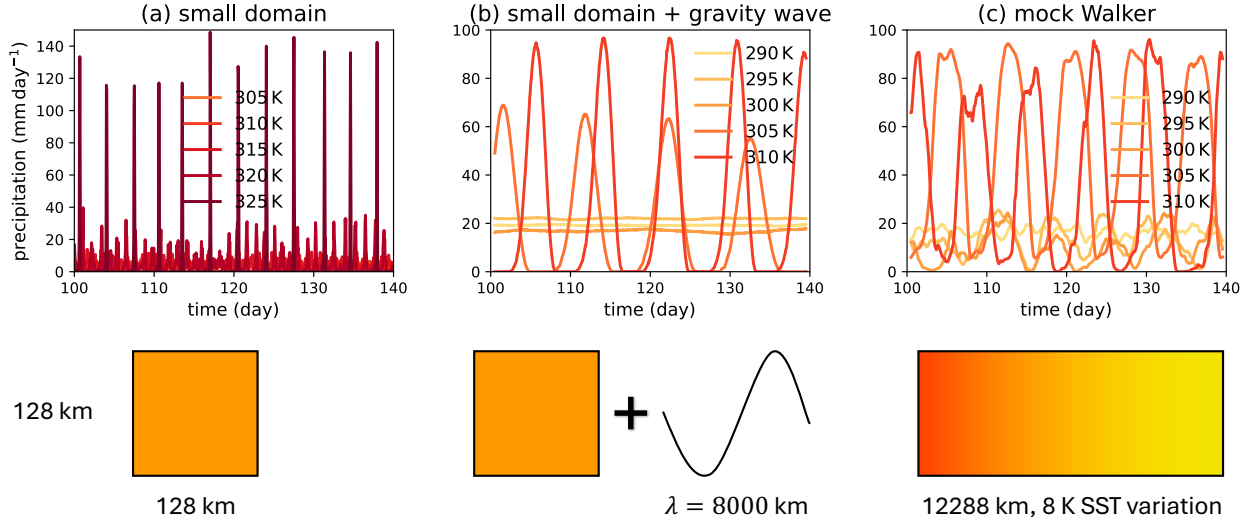 (a) small domain
precipitation (mm day⁻¹)
140
120
100
80
60
40
20
0
305 K
310 K
315 K
320 K
325 K
100
110
120
130
140
time (day)
(b) small domain + gravity wave
100
80
60
40
20
0
290 K
295 K
300 K
305 K
310 K
100
110
120
130
140
time (day)
(c) mock Walker
100
80
60
40
20
0
290 K
295 K
300 K
305 K
310 K
100
110
120
130
140
time (day)
128 km
128 km
+
λ = 8000 km
12288 km, 8 K SST variation